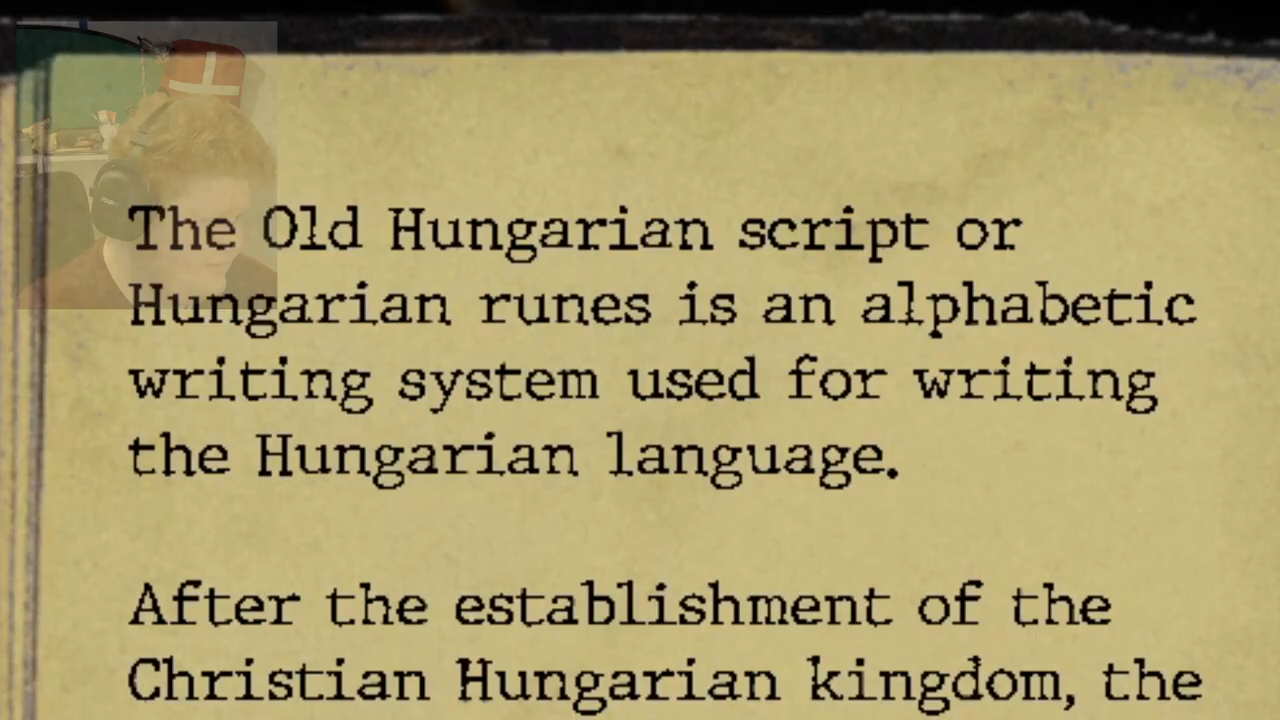 The Old Hungarian script or
Hungarian runes is an alphabetic
writing system used for writing
the Hungarian language.
After the establishment of the
Christian Hungarian kingdom, the